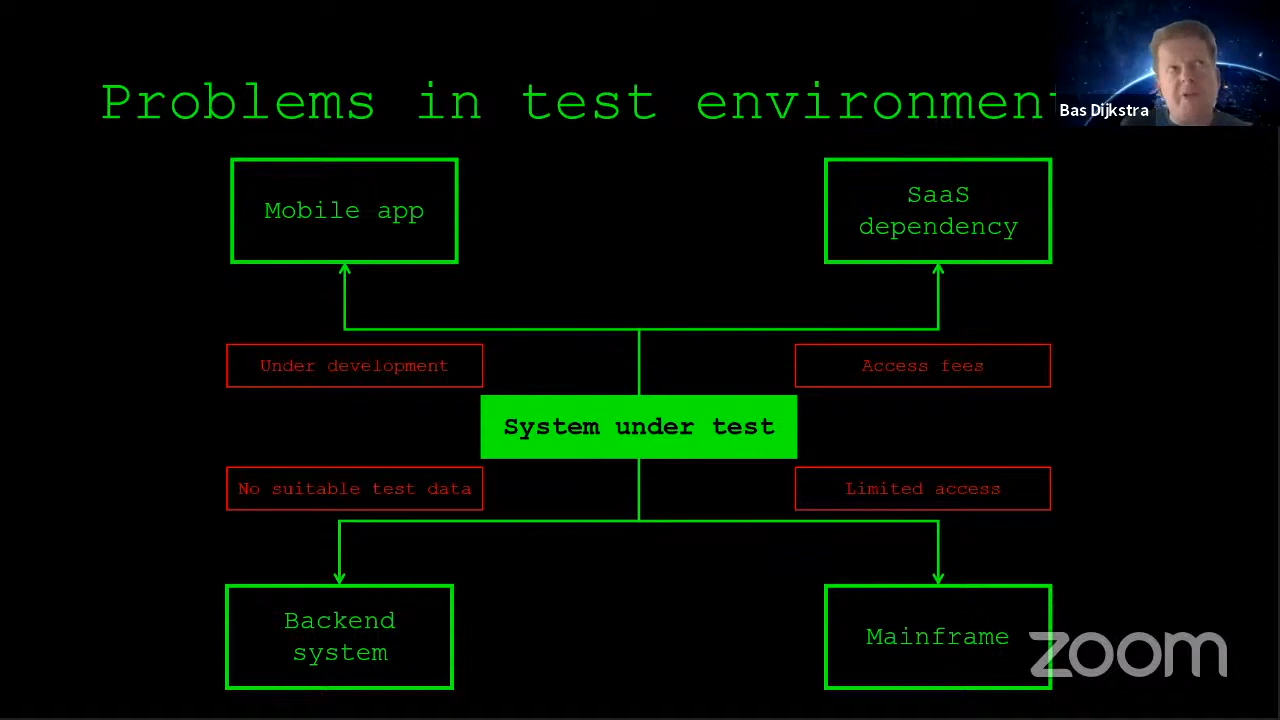 Problems in test environment
Bas Dijkstra
Mobile app
SaaS
dependency
Under development
Access fees
System under test
No suitable test data
Limited access
Backend
system
Mainframe
zoom